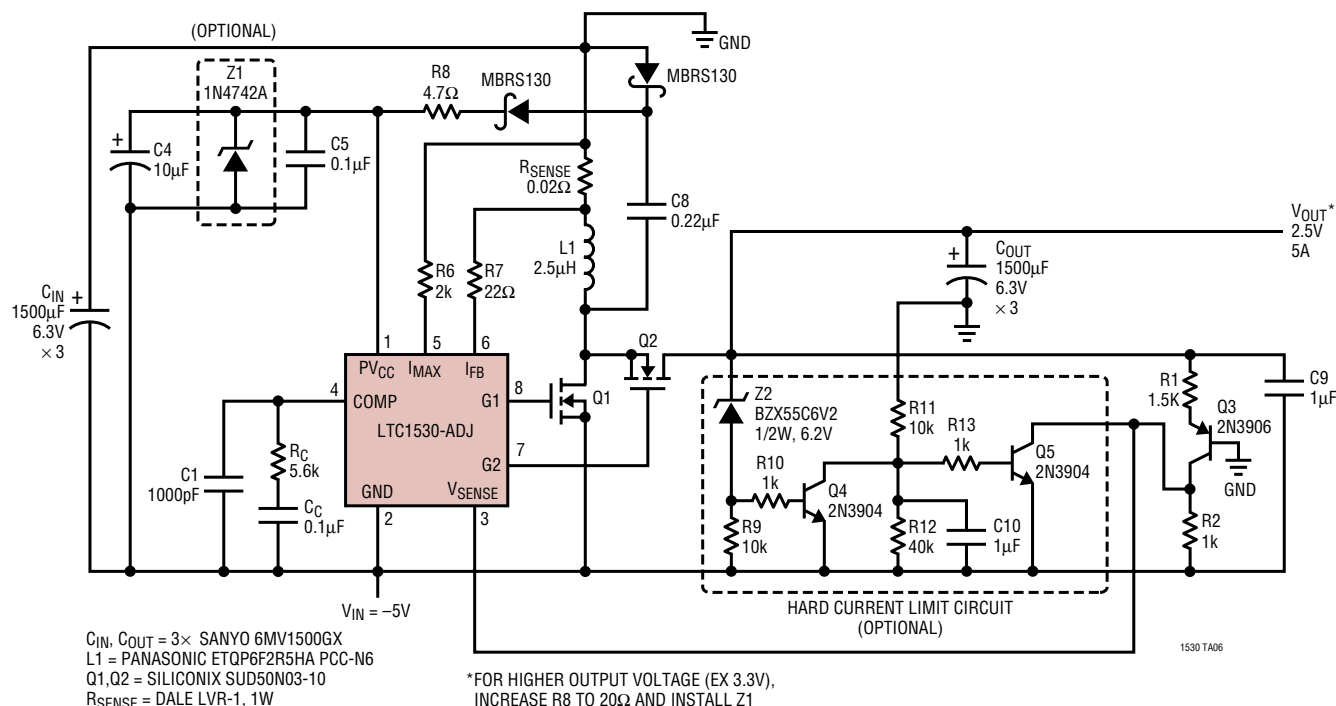 (OPTIONAL)
GND
Z1
1N4742A
R8
4.7Ω
MBRS130
MBRS130
+
C4
10µF
C5
0.1µF
RSENSE
0.02Ω
C8
0.22µF
VOUT*
2.5V
5A
L1
2.5µH
R6
2k
R7
22Ω
+
COUT
1500µF
6.3V
× 3
CIN
+
1500µF
6.3V
× 3
1
5
6
Q2
PVCC
IMAX
IFB
4
COMP
G1
8
Q1
LTC1530-ADJ
7
G2
GND
VSENSE
2
3
RC
5.6k
C1
1000pF
CC
0.1µF
Z2
BZX55C6V2
1/2W, 6.2V
R11
10k
R13
1k
Q5
2N3904
R1
1.5K
Q3
2N3906
C9
1µF
GND
R10
1k
Q4
2N3904
R9
10k
R12
40k
C10
1µF
R2
1k
VIN = –5V
HARD CURRENT LIMIT CIRCUIT
(OPTIONAL)
1530 TA06
CIN, COUT = 3× SANYO 6MV1500GX
L1 = PANASONIC ETQP6F2R5HA PCC-N6
Q1,Q2 = SILICONIX SUD50N03-10
RSENSE = DALE LVR-1, 1W
*FOR HIGHER OUTPUT VOLTAGE (EX 3.3V),
INCREASE R8 TO 20Ω AND INSTALL Z1